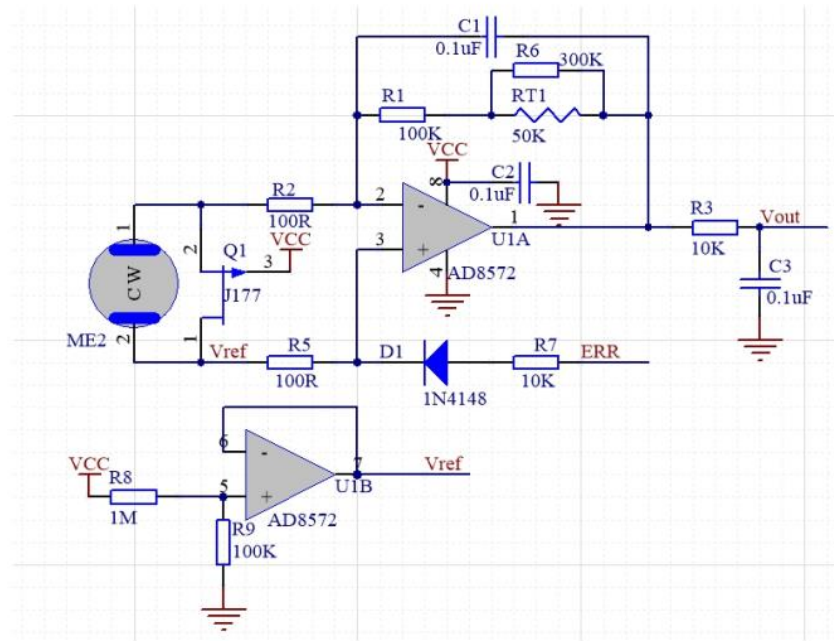 C1
0.1uF
R6
300K
R1
RT1
100K
50K
VCC
C2
0.1uF
8
R2
100R
2
-
1
U1A
R3
10K
Vout
3
+
4
AD8572
C3
0.1uF
1
2
Q1
VCC
3
J177
CW
ME2
2
1
Vref
R5
100R
D1
1N4148
R7
10K
ERR
6
-
7
U1B
Vref
VCC
R8
1M
5
+
AD8572
R9
100K